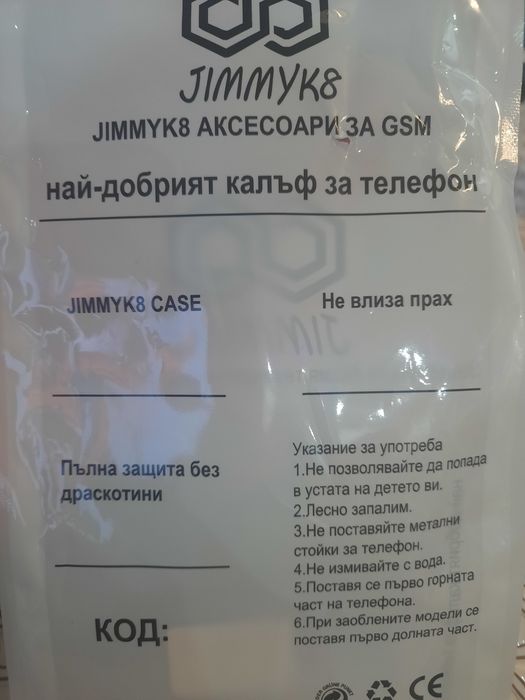 JIMMYK8
JIMMYK8 АКСЕСОАРИ ЗА GSM
най-добрият калъф за телефон
JIMMYK8 CASE
Не влиза прах
Пълна защита без
драскотини
Указание за употреба
1.Не позволявайте да попада
в устата на детето ви.
2.Лесно запалим.
3.Не поставяйте метални
стойки за телефон.
4.Не измивайте с вода.
5.Поставя се първо горната
част на телефона.
6.При заоблените модели се
поставя първо долната част.
КОД:
CE